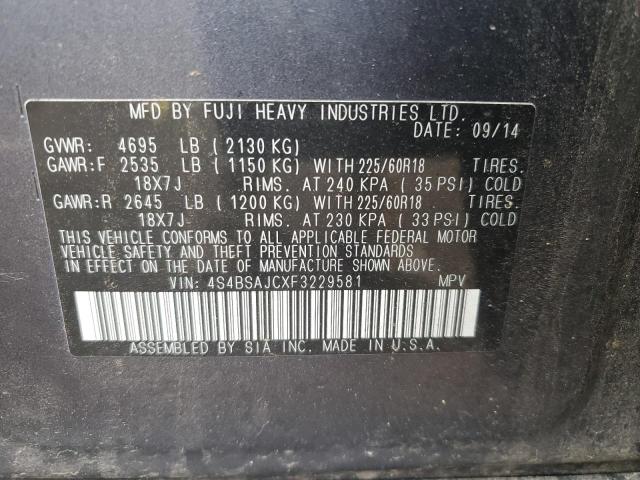 MFD BY FUJI HEAVY INDUSTRIES LTD.
DATE: 09/14
GVWR: 4695 LB ( 2130 KG)
GAWR:F 2535 LB ( 1150 KG) WITH 225/60R18 TIRES.
18X7J RIMS. AT 240 KPA ( 35 PSI) COLD
GAWR:R 2645 LB ( 1200 KG) WITH 225/60R18 TIRES.
18X7J RIMS. AT 230 KPA ( 33 PSI) COLD
THIS VEHICLE CONFORMS TO ALL APPLICABLE FEDERAL MOTOR
VEHICLE SAFETY AND THEFT PREVENTION STANDARDS
IN EFFECT ON THE DATE OF MANUFACTURE SHOWN ABOVE.
VIN: 4S4BSAJCXF3229581 MPV
ASSEMBLED BY SIA INC. MADE IN U.S.A.